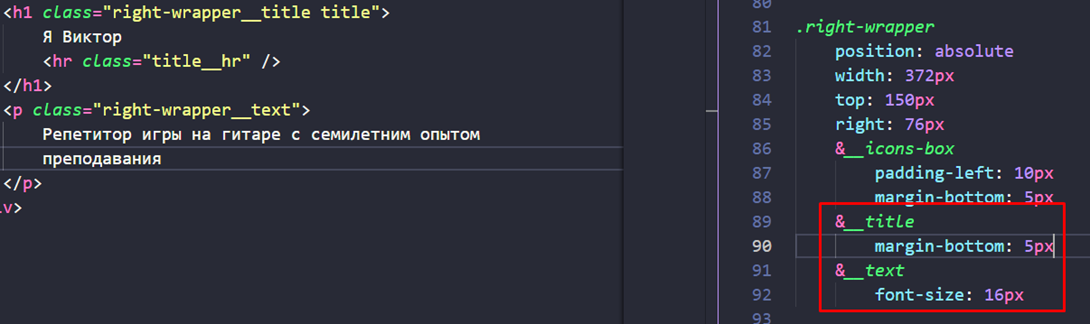 <h1 class="right-wrapper__title title">
Я Виктор
<hr class="title__hr" />
</h1>
<p class="right-wrapper__text">
Репетитор игры на гитаре с семилетним опытом
преподавания
</p>
iv>
80
81 .right-wrapper
82 position: absolute
83 width: 372px
84 top: 150px
85 right: 76px
86 &__icons-box
87 padding-left: 10px
88 margin-bottom: 5px
89 &__title
90 margin-bottom: 5px
91 &__text
92 font-size: 16px
93